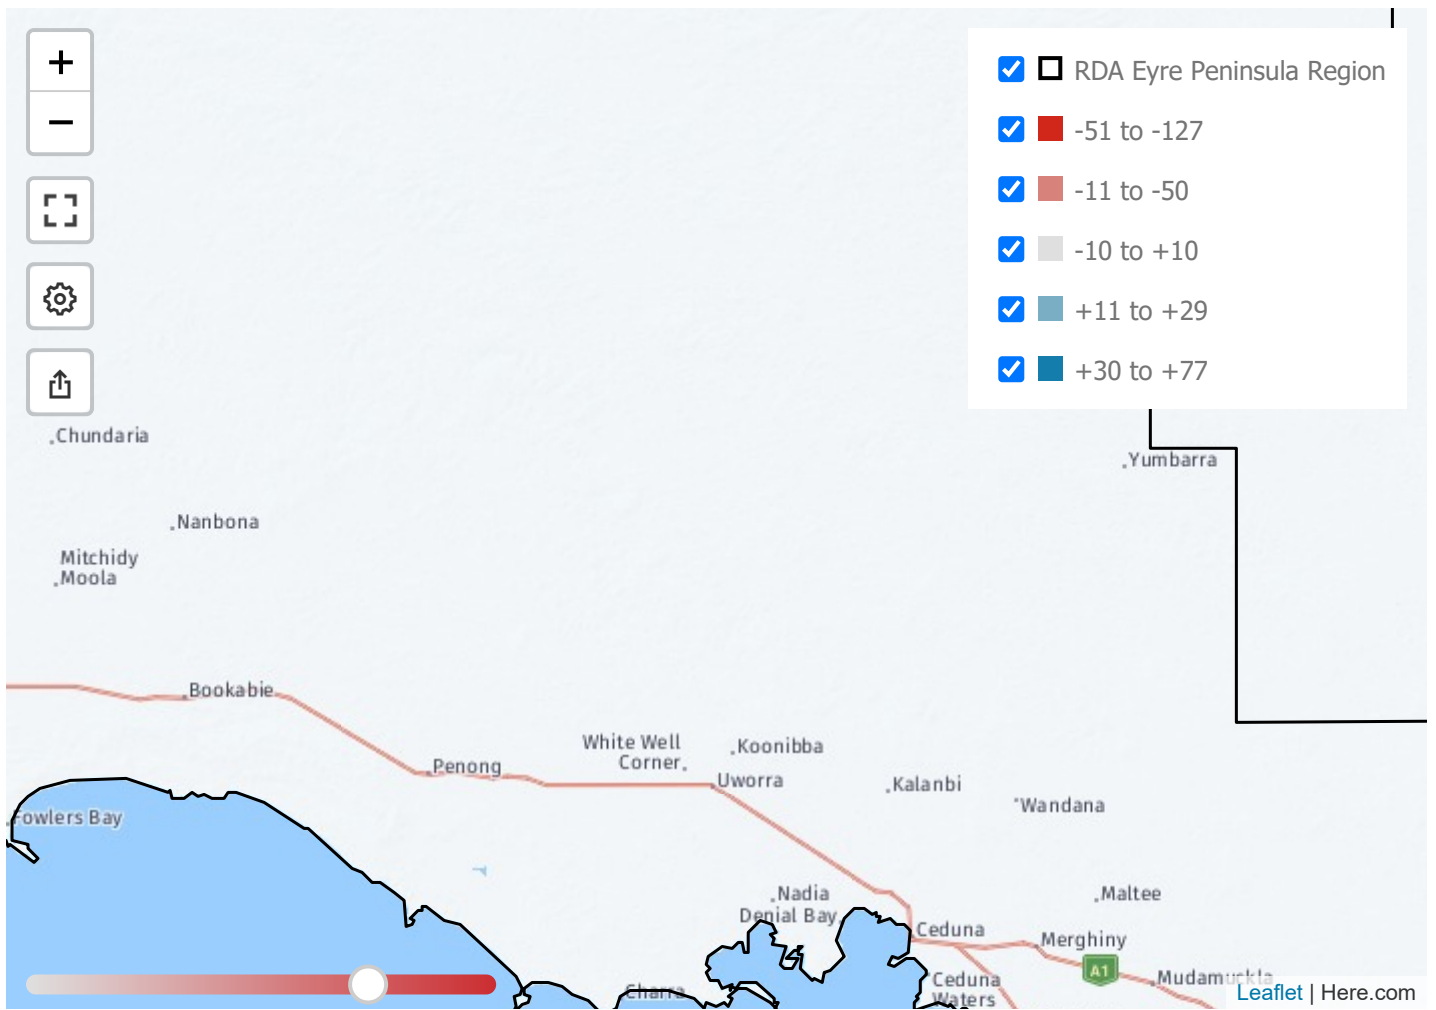 +
−
RDA Eyre Peninsula Region
-51 to -127
-11 to -50
-10 to +10
+11 to +29
+30 to +77
Chundaria
Yumbarra
Nanbona
Mitchidy
Moola
Bookabie
White Well
Corner
Koonibba
Penong
Uworra
Kalanbi
Wandana
Fowlers Bay
Nadia
Maltee
Denial Bay
Ceduna
Merghiny
A1
Mudamuckla
Ceduna
Waters
Charra
Leaflet | Here.com